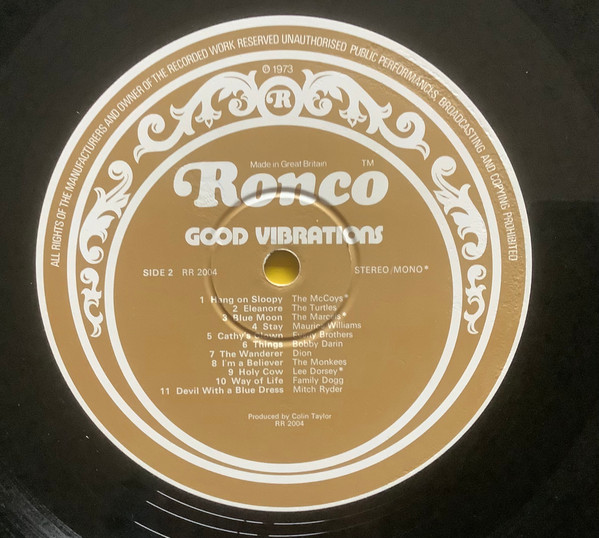 ALL RIGHTS OF THE MANUFACTURERS AND OWNER OF THE RECORDED WORK RESERVED UNAUTHORISED PUBLIC PERFORMANCES BROADCASTING AND COPYING PROHIBITED
© 1973
R
Made in Great Britain
Ronco TM
GOOD VIBRATIONS
SIDE 2 RR 2004 STEREO/MONO*
1 Hang on Sloopy The McCoys*
2 Eleanore The Turtles
3 Blue Moon The Marcels*
4 Stay Maurice Williams
5 Cathy's Clown Everly Brothers
6 Things Bobby Darin
7 The Wanderer Dion
8 I'm a Believer The Monkees
9 Holy Cow Lee Dorsey*
10 Way of Life Family Dogg
11 Devil With a Blue Dress Mitch Ryder
Produced by Colin Taylor
RR 2004